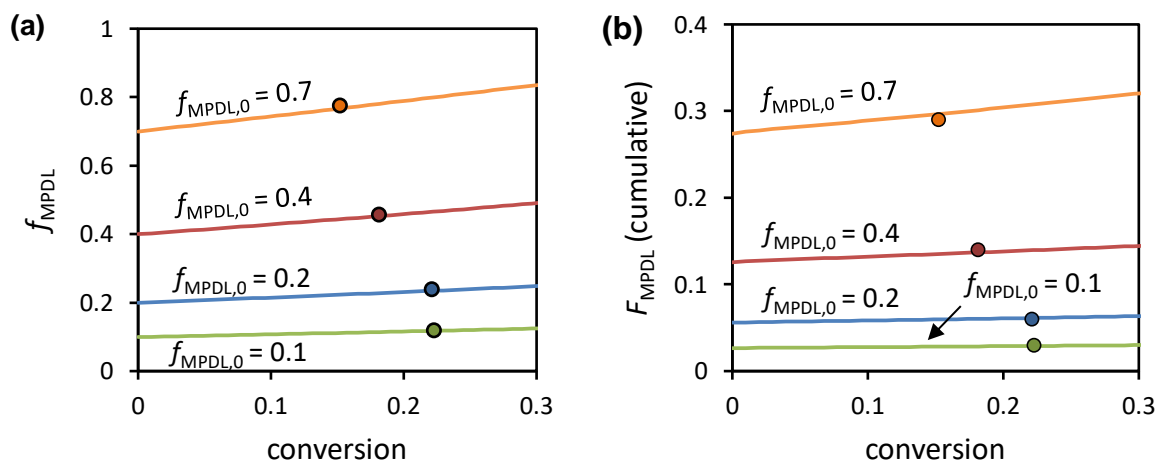 (a)
1
0.8
0.6
0.4
0.2
0
f_MPDL
f_MPDL,0 = 0.7
f_MPDL,0 = 0.4
f_MPDL,0 = 0.2
f_MPDL,0 = 0.1
0 0.1 0.2 0.3
conversion
(b)
0.4
0.3
0.2
0.1
0
F_MPDL (cumulative)
f_MPDL,0 = 0.7
f_MPDL,0 = 0.4
f_MPDL,0 = 0.1
f_MPDL,0 = 0.2
0 0.1 0.2 0.3
conversion